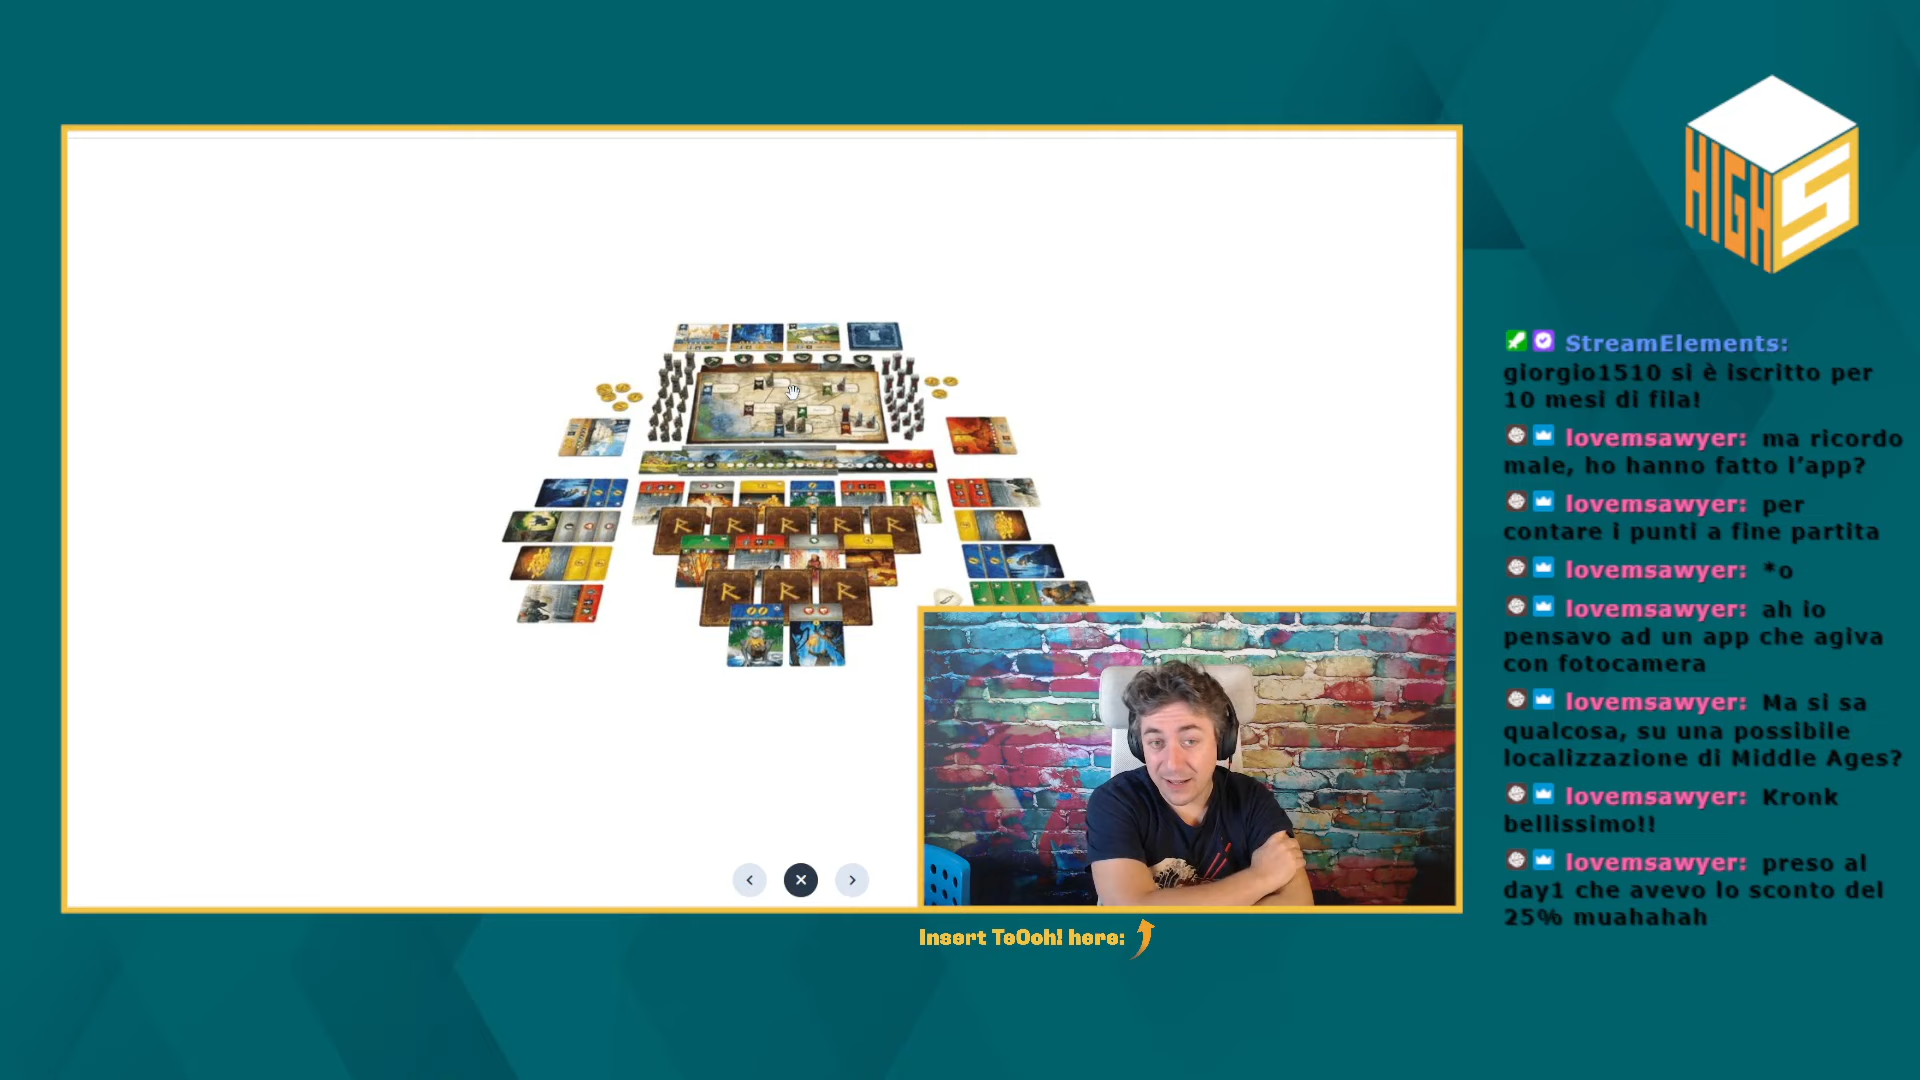 HIGH
5
StreamElements:
giorgio1510 si è iscritto per
10 mesi di fila!
lovemsawyer: ma ricordo
male, ho hanno fatto l’app?
lovemsawyer: per
contare i punti a fine partita
lovemsawyer: *o
lovemsawyer: ah io
pensavo ad un app che agiva
con fotocamera
lovemsawyer: Ma si sa
qualcosa, su una possibile
localizzazione di Middle Ages?
lovemsawyer: Kronk
bellissimo!!
lovemsawyer: preso al
day1 che avevo lo sconto del
25% muahahah
R R R R R
R R R
Insert TeOoh! here: